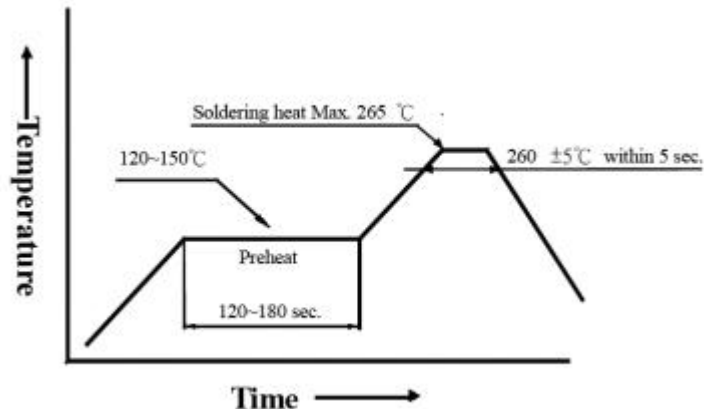 Temperature
Soldering heat Max. 265 ℃
120~150℃
260 ±5℃ within 5 sec.
Preheat
120~180 sec.
Time